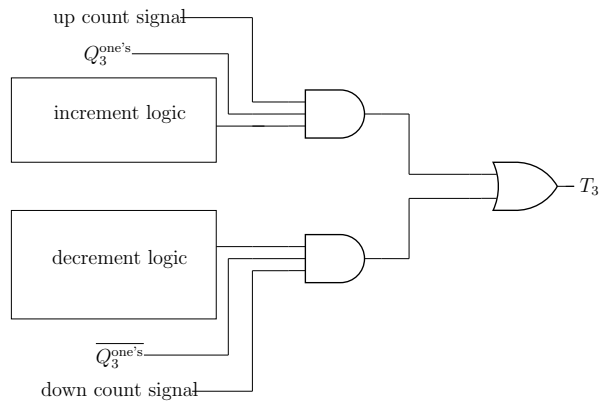 up count signal
Q₃^one's
increment logic
T₃
decrement logic
Q̅₃^one's
down count signal